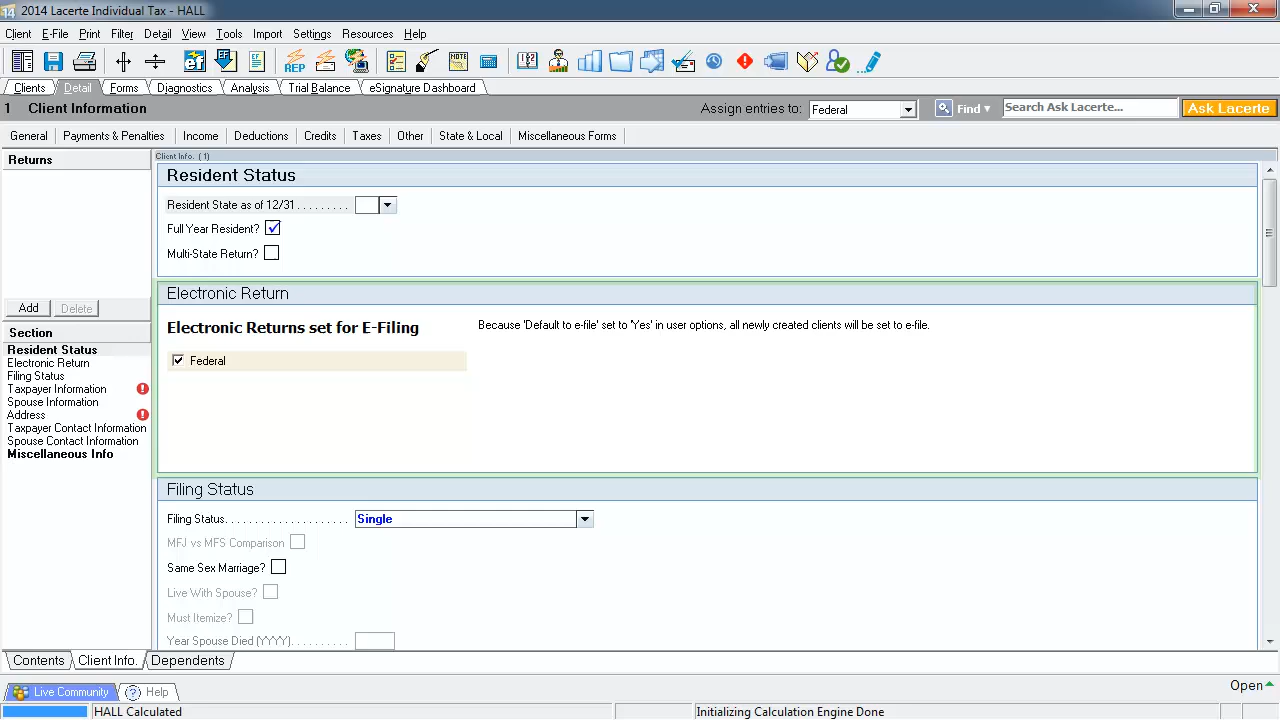 14 2014 Lacerte Individual Tax - HALL
Client E-File Print Filter Detail View Tools Import Settings Resources Help
ef EF REP NOTE
Clients Detail Forms Diagnostics Analysis Trial Balance eSignature Dashboard
1 Client Information Assign entries to: Federal Find Search Ask Lacerte... Ask Lacerte
General Payments & Penalties Income Deductions Credits Taxes Other State & Local Miscellaneous Forms
Returns
Client Info. (1)
Resident Status
Resident State as of 12/31
Full Year Resident?
Multi-State Return?
Electronic Return
Add Delete
Electronic Returns set for E-Filing
Because 'Default to e-file' set to 'Yes' in user options, all newly created clients will be set to e-file.
Federal
Section
Resident Status
Electronic Return
Filing Status
Taxpayer Information
Spouse Information
Address
Taxpayer Contact Information
Spouse Contact Information
Miscellaneous Info
Filing Status
Filing Status Single
MFJ vs MFS Comparison
Same Sex Marriage?
Live With Spouse?
Must Itemize?
Year Spouse Died (YYYY)
Contents Client Info. Dependents
Live Community Help Open
HALL Calculated Initializing Calculation Engine Done